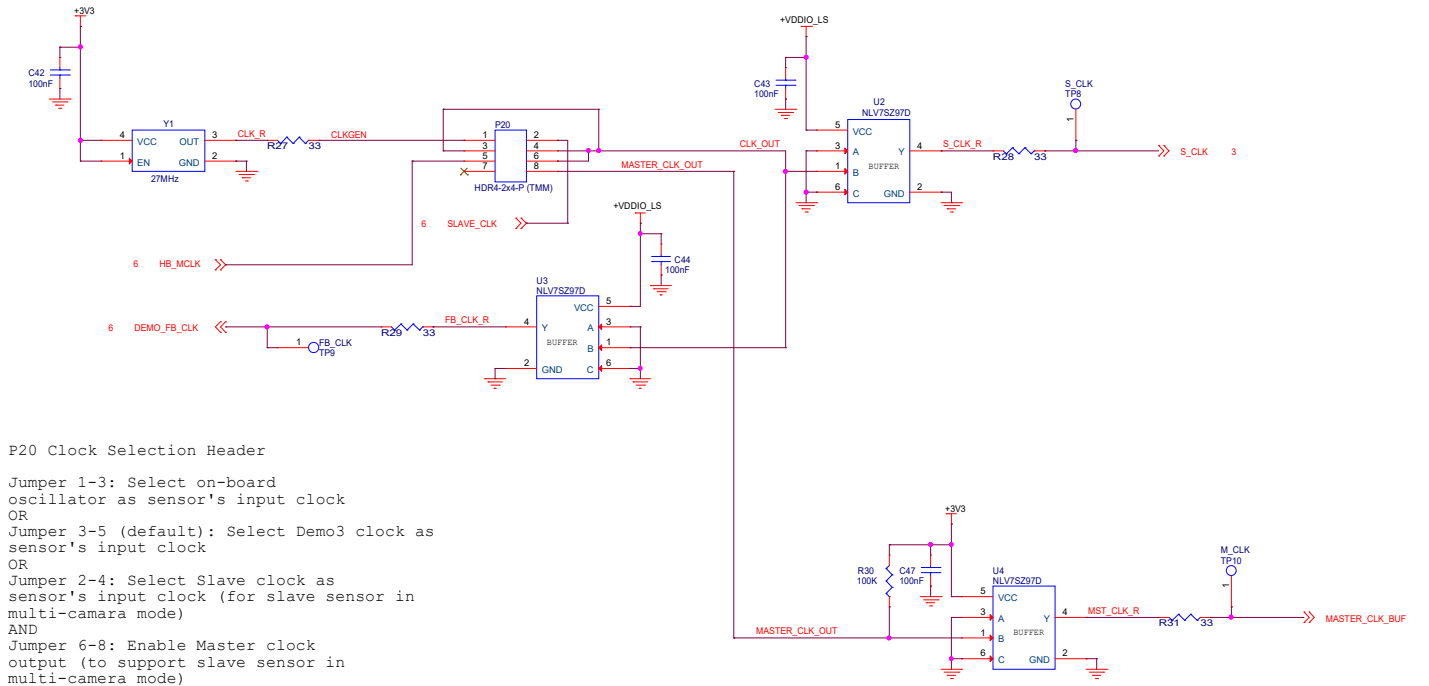 +3V3
C42
100nF
Y1
4 VCC OUT 3
1 EN GND 2
27MHz
CLK_R
R27 33
CLKGEN
P20
1 2
3 4
5 6
7 8
HDR4-2x4-P (TMM)
CLK_OUT
MASTER_CLK_OUT
6 SLAVE_CLK
6 HB_MCLK
+VDDIO_LS
C43
100nF
U2
NLV7SZ97D
5 VCC
3 A Y 4
BUFFER
1 B
6 C GND 2
S_CLK_R
R28 33
S_CLK
TP8
1
S_CLK 3
+VDDIO_LS
C44
100nF
U3
NLV7SZ97D
VCC 5
4 Y A 3
BUFFER
B 1
2 GND C 6
FB_CLK_R
R29 33
6 DEMO_FB_CLK
1 FB_CLK
TP9
P20 Clock Selection Header
Jumper 1-3: Select on-board
oscillator as sensor's input clock
OR
Jumper 3-5 (default): Select Demo3 clock as
sensor's input clock
OR
Jumper 2-4: Select Slave clock as
sensor's input clock (for slave sensor in
multi-camara mode)
AND
Jumper 6-8: Enable Master clock
output (to support slave sensor in
multi-camera mode)
+3V3
R30
100K
C47
100nF
U4
NLV7SZ97D
5 VCC
3 A Y 4
BUFFER
1 B
6 C GND 2
MASTER_CLK_OUT
MST_CLK_R
R31 33
M_CLK
TP10
1
MASTER_CLK_BUF